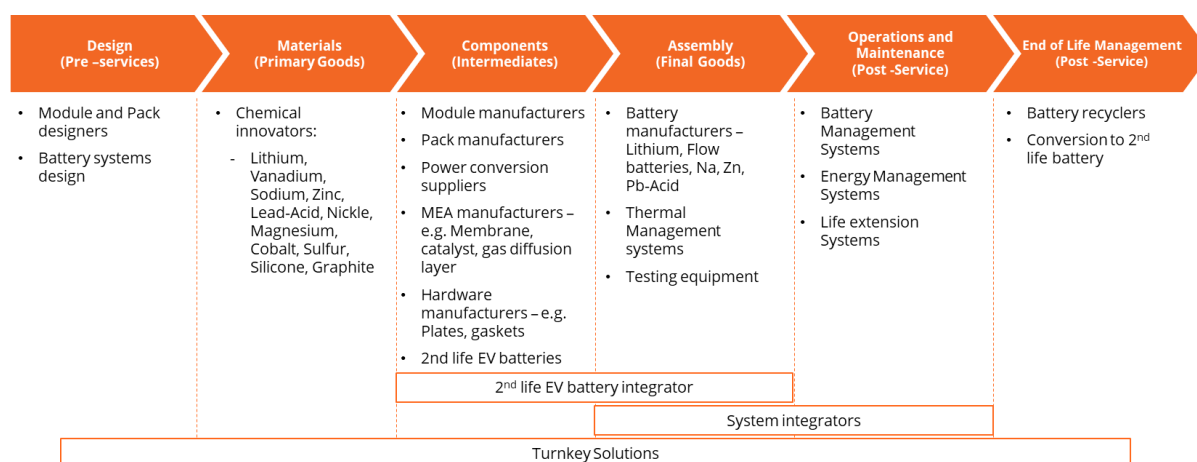 Design
(Pre –services)
Materials
(Primary Goods)
Components
(Intermediates)
Assembly
(Final Goods)
Operations and
Maintenance
(Post -Service)
End of Life Management
(Post -Service)
• Module and Pack
designers
• Battery systems
design
• Chemical
innovators:
- Lithium,
Vanadium,
Sodium, Zinc,
Lead-Acid, Nickle,
Magnesium,
Cobalt, Sulfur,
Silicone, Graphite
• Module manufacturers
• Pack manufacturers
• Power conversion
suppliers
• MEA manufacturers –
e.g. Membrane,
catalyst, gas diffusion
layer
• Hardware
manufacturers – e.g.
Plates, gaskets
• 2nd life EV batteries
• Battery
manufacturers –
Lithium, Flow
batteries, Na, Zn,
Pb-Acid
• Thermal
Management
systems
• Testing equipment
• Battery
Management
Systems
• Energy Management
Systems
• Life extension
Systems
• Battery recyclers
• Conversion to 2nd
life battery
2nd life EV battery integrator
System integrators
Turnkey Solutions